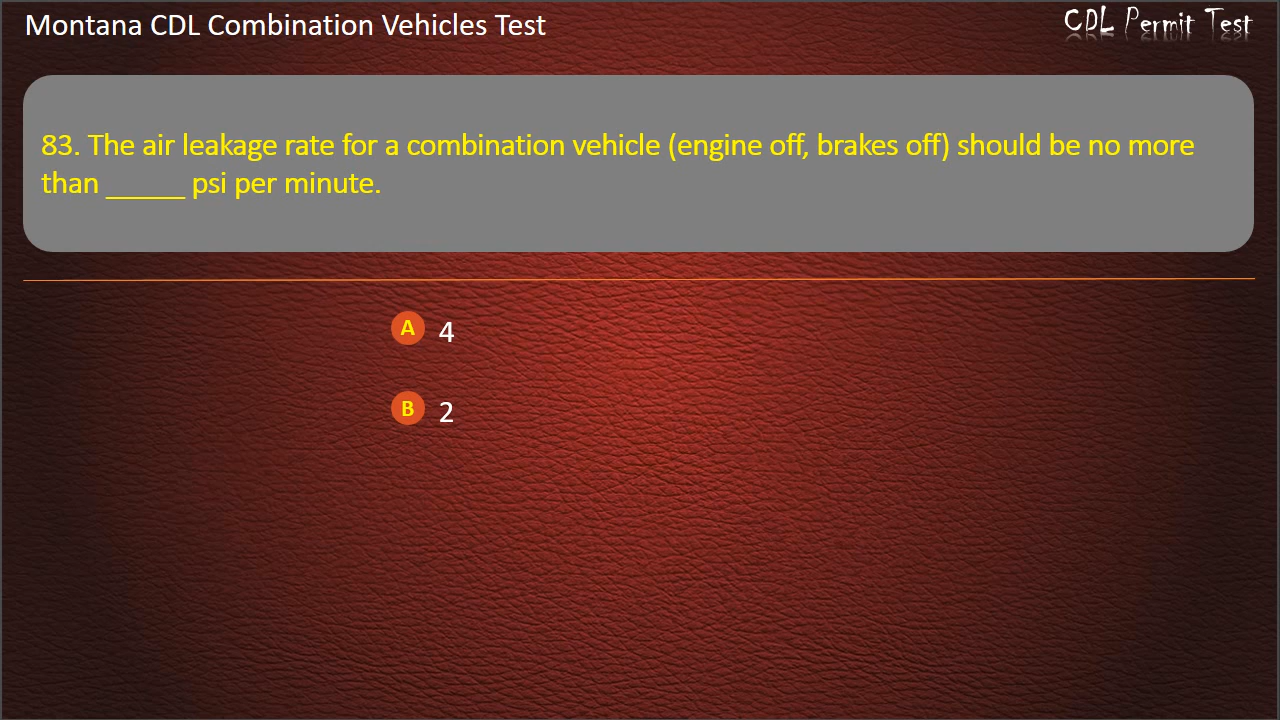 Montana CDL Combination Vehicles Test
CDL Permit Test
83. The air leakage rate for a combination vehicle (engine off, brakes off) should be no more
than _____ psi per minute.
A 4
B 2